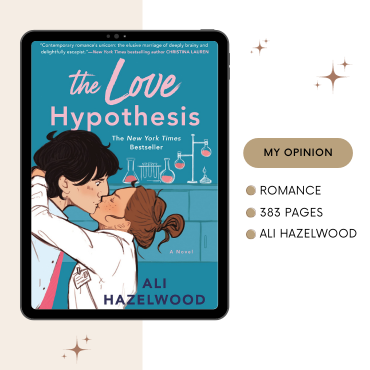 "Contemporary romance's unicorn: the elusive marriage of deeply brainy and
delightfully escapist."—New York Times bestselling author CHRISTINA LAUREN
the Love
Hypothesis
The New York Times
Bestseller
A Novel
ALI
HAZELWOOD
MY OPINION
ROMANCE
383 PAGES
ALI HAZELWOOD